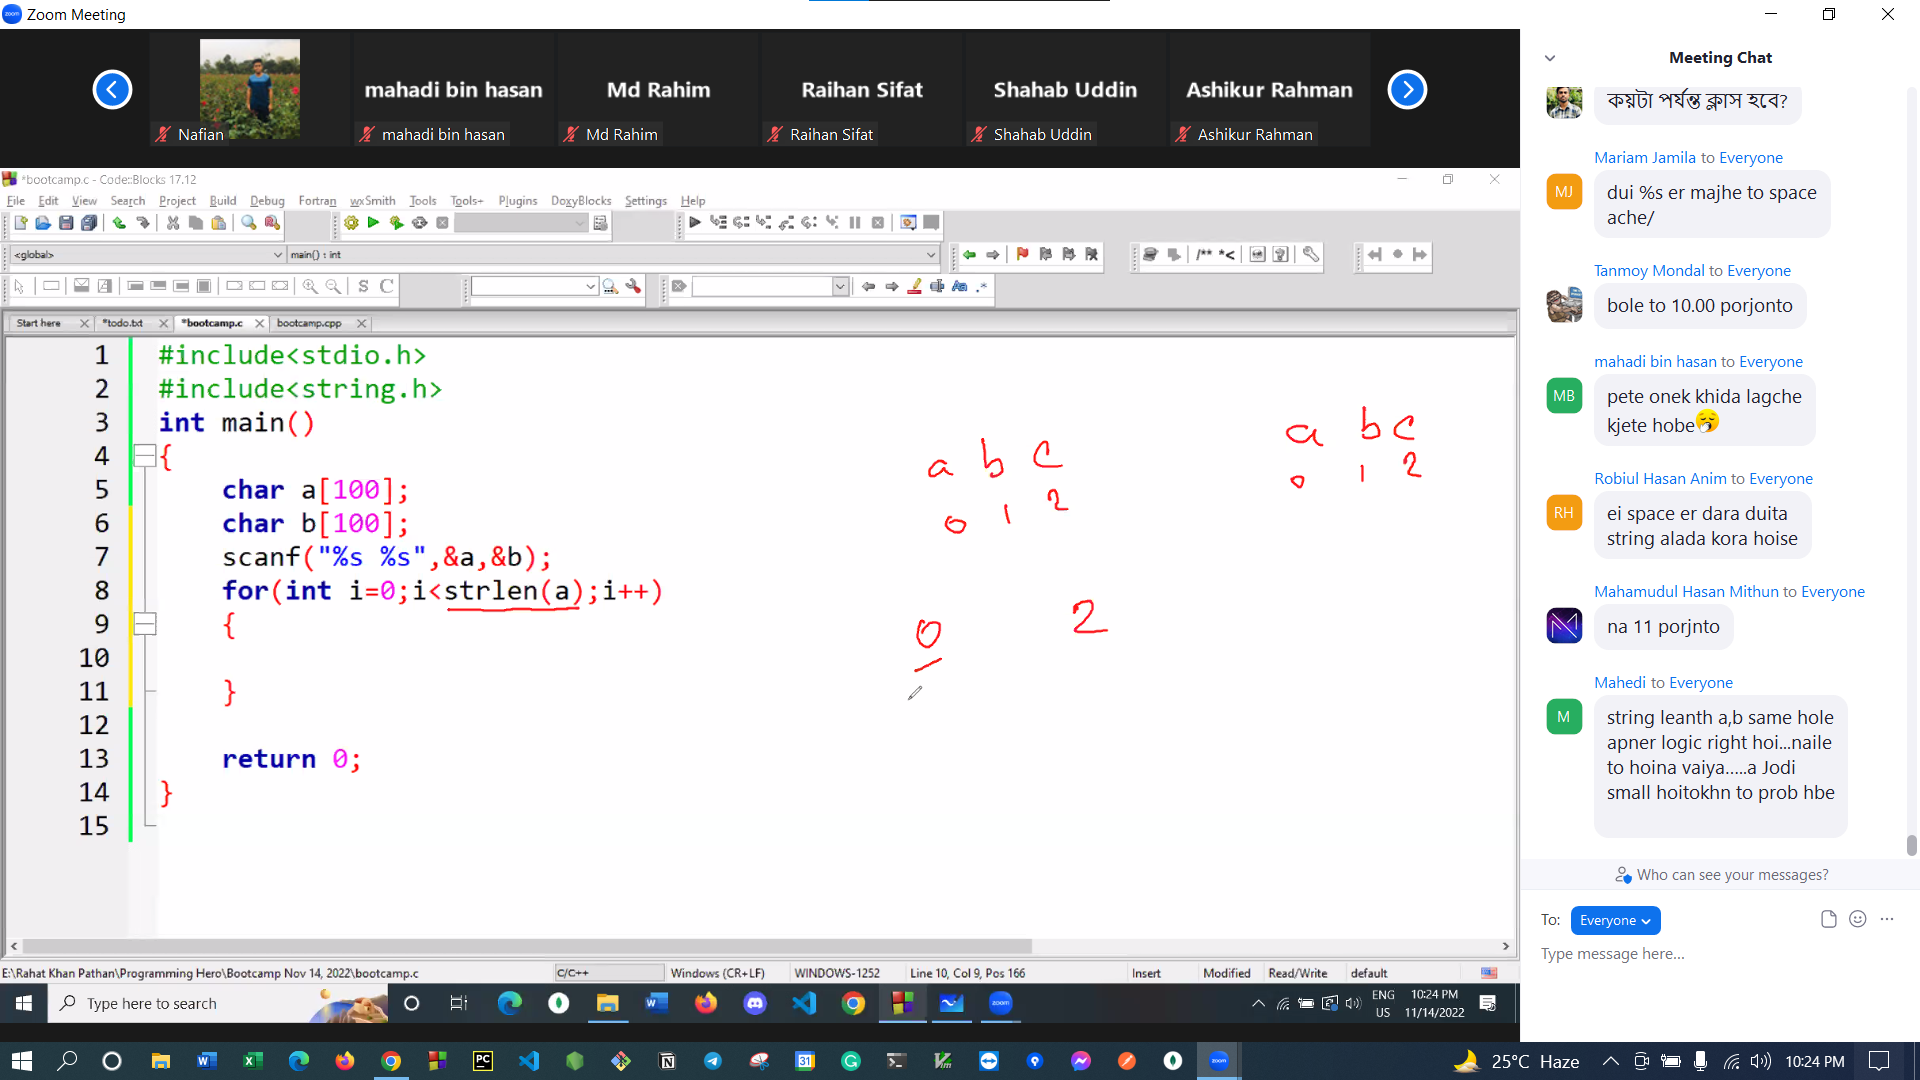 Zoom Meeting
mahadi bin hasan
Md Rahim
Raihan Sifat
Shahab Uddin
Ashikur Rahman
Nafian
mahadi bin hasan
Md Rahim
Raihan Sifat
Shahab Uddin
Ashikur Rahman
*bootcamp.c - Code::Blocks 17.12
File Edit View Search Project Build Debug Fortran wxSmith Tools Tools+ Plugins DoxyBlocks Settings Help
<global>
main() : int
Start here
*todo.txt
*bootcamp.c
bootcamp.cpp
1 #include<stdio.h>
2 #include<string.h>
3 int main()
4 {
5 char a[100];
6 char b[100];
7 scanf("%s %s",&a,&b);
8 for(int i=0;i<strlen(a);i++)
9 {
10
11 }
12
13 return 0;
14 }
15
a b c
0 1 2
a b c
0 1 2
0 2
E:\Rahat Khan Pathan\Programming Hero\Bootcamp Nov 14, 2022\bootcamp.c
C/C++
Windows (CR+LF)
WINDOWS-1252
Line 10, Col 9, Pos 166
Insert
Modified
Read/Write
default
Type here to search
ENG
US
10:24 PM
11/14/2022
Meeting Chat
কয়টা পর্যন্ত ক্লাস হবে?
Mariam Jamila to Everyone
MJ
dui %s er majhe to space
ache/
Tanmoy Mondal to Everyone
bole to 10.00 porjonto
mahadi bin hasan to Everyone
MB
pete onek khida lagche
kjete hobe
Robiul Hasan Anim to Everyone
RH
ei space er dara duita
string alada kora hoise
Mahamudul Hasan Mithun to Everyone
na 11 porjnto
Mahedi to Everyone
M
string leanth a,b same hole
apner logic right hoi...naile
to hoina vaiya.....a Jodi
small hoitokhn to prob hbe
Who can see your messages?
To: Everyone
Type message here...
25°C Haze
10:24 PM